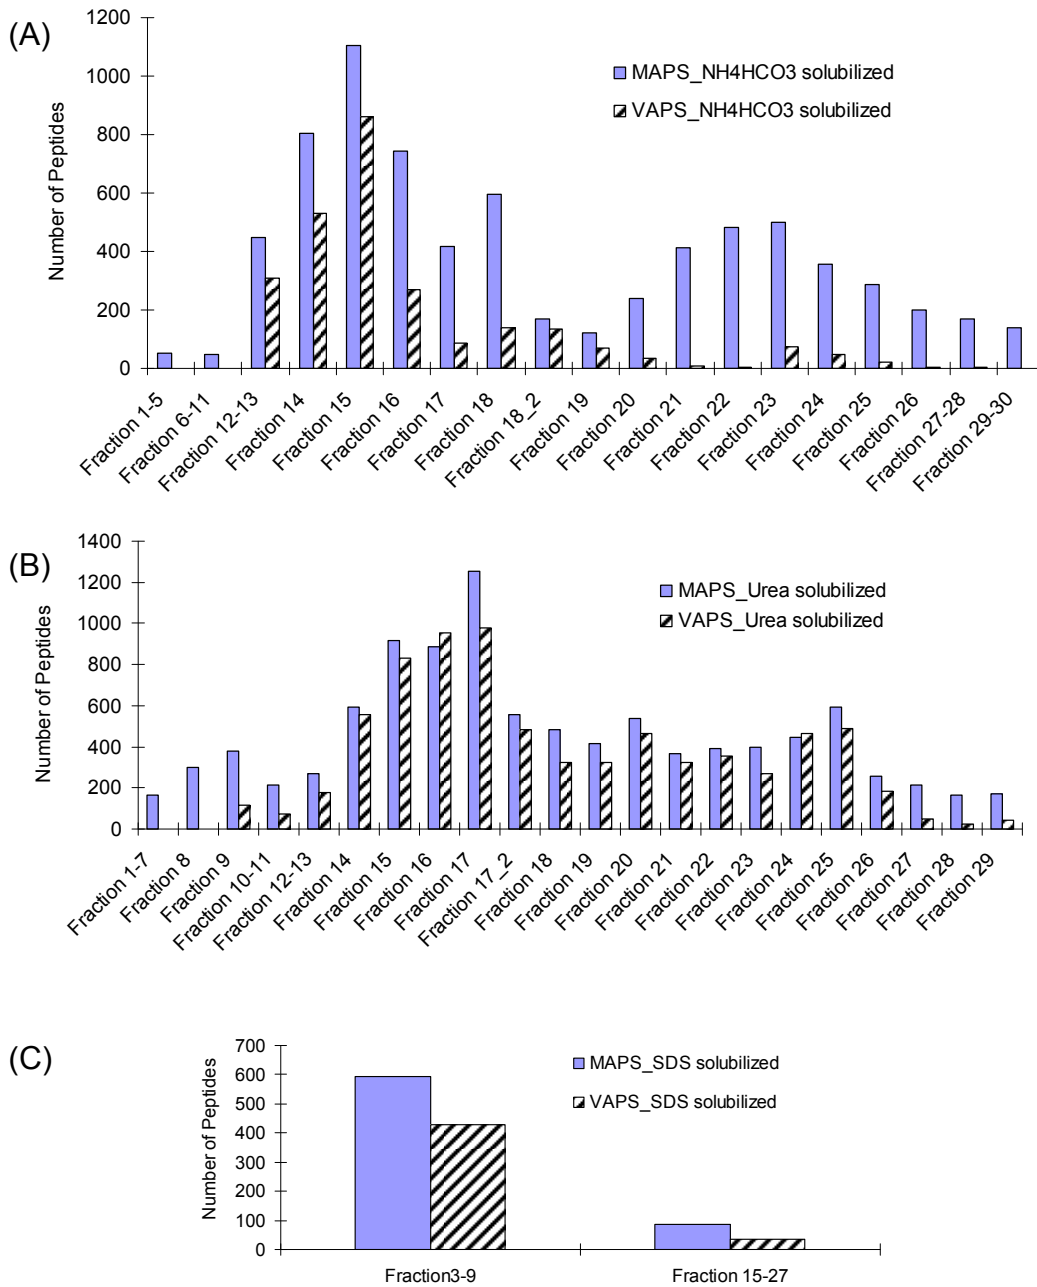 (A)
1200
1000
800
600
400
200
0
Number of Peptides
MAPS_NH4HCO3 solubilized
VAPS_NH4HCO3 solubilized
Fraction 1-5
Fraction 6-11
Fraction 12-13
Fraction 14
Fraction 15
Fraction 16
Fraction 17
Fraction 18
Fraction 18_2
Fraction 19
Fraction 20
Fraction 21
Fraction 22
Fraction 23
Fraction 24
Fraction 25
Fraction 26
Fraction 27-28
Fraction 29-30
(B)
1400
1200
1000
800
600
400
200
0
Number of Peptides
MAPS_Urea solubilized
VAPS_Urea solubilized
Fraction 1-7
Fraction 8
Fraction 9
Fraction 10-11
Fraction 12-13
Fraction 14
Fraction 15
Fraction 16
Fraction 17
Fraction 17_2
Fraction 18
Fraction 19
Fraction 20
Fraction 21
Fraction 22
Fraction 23
Fraction 24
Fraction 25
Fraction 26
Fraction 27
Fraction 28
Fraction 29
(C)
700
600
500
400
300
200
100
0
Number of Peptides
MAPS_SDS solubilized
VAPS_SDS solubilized
Fraction3-9
Fraction 15-27